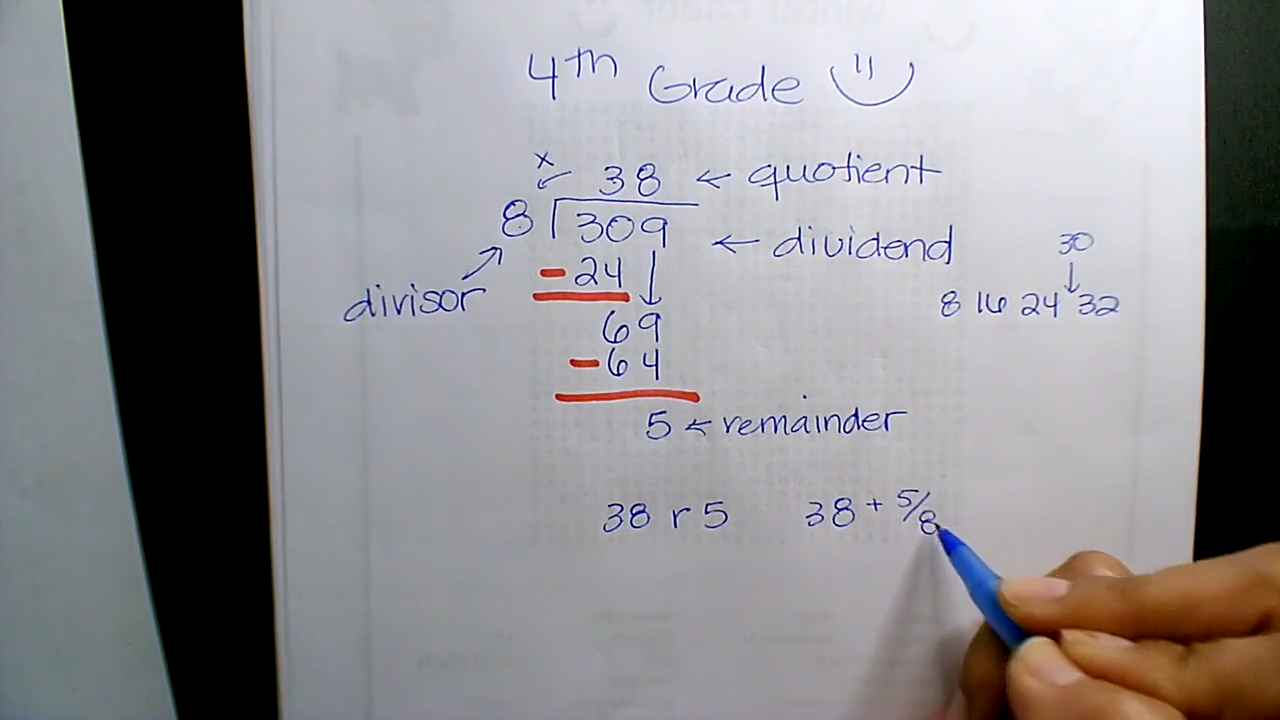 4th Grade
x
38 ← quotient
8 309
← dividend
30
- 24
divisor
8 16 24 32
69
- 64
5 ← remainder
38 r 5 38 + 5/8